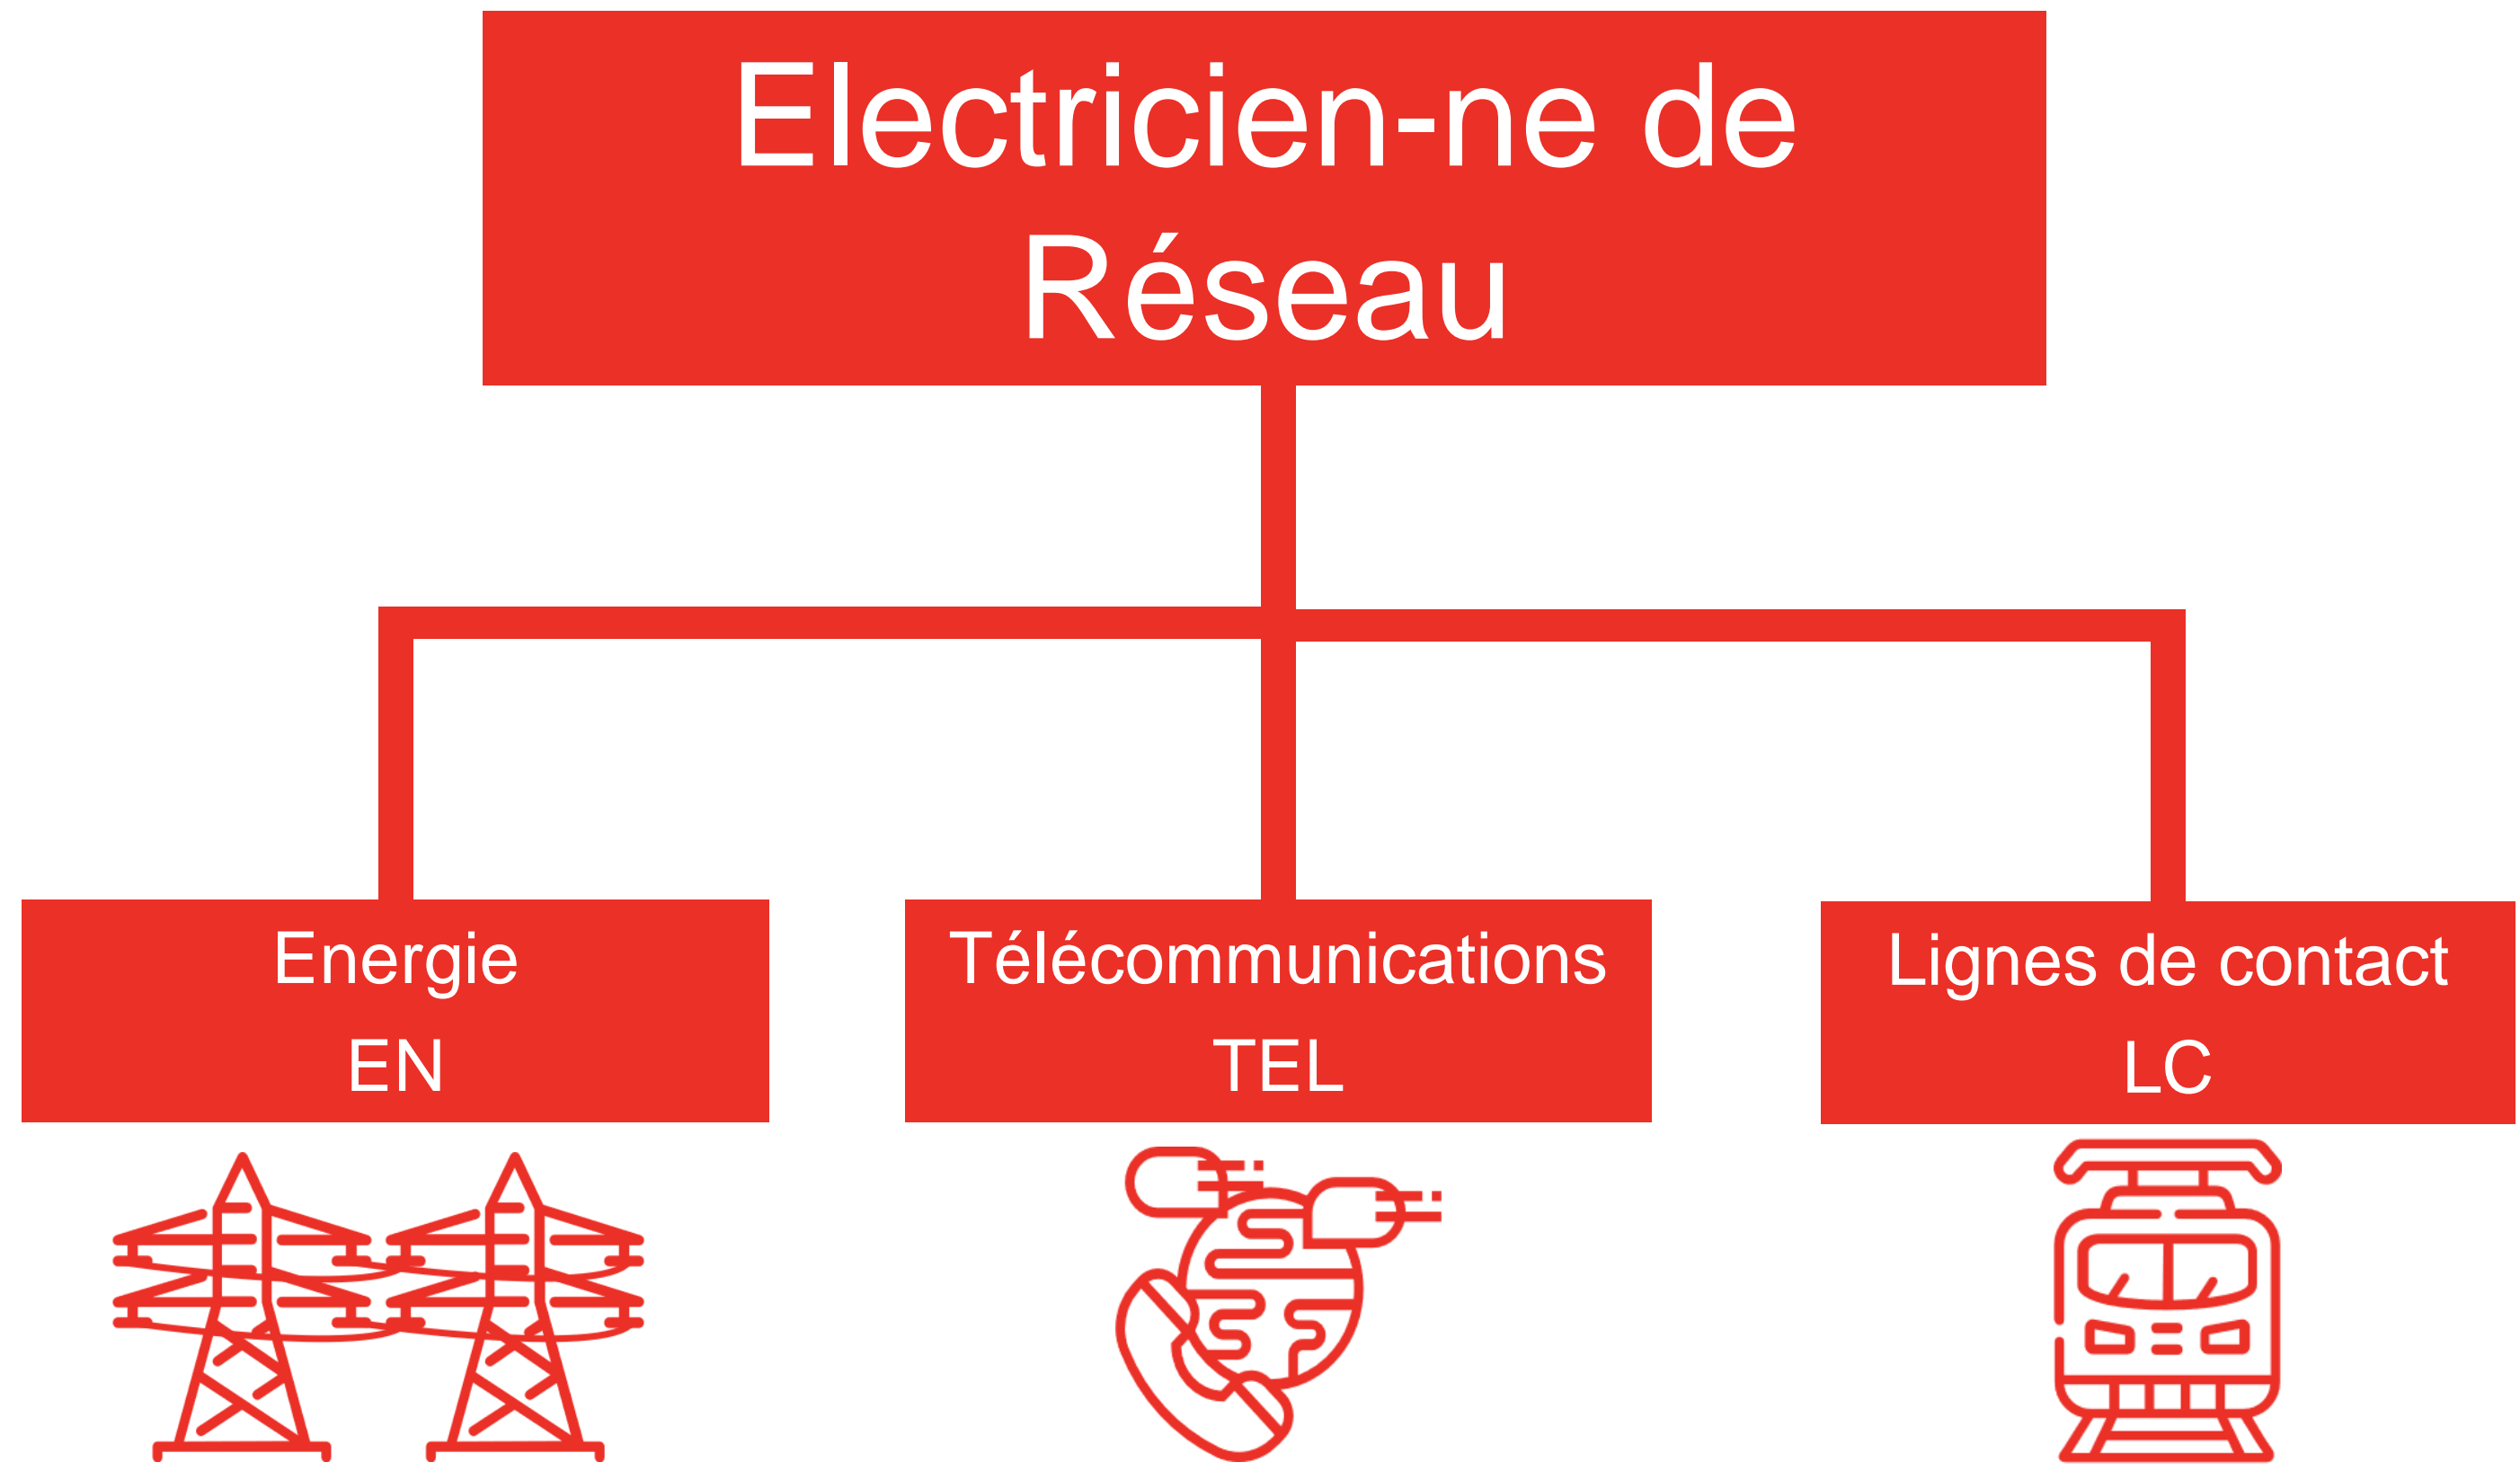 Electricien-ne de
Réseau
Energie
EN
Télécommunications
TEL
Lignes de contact
LC